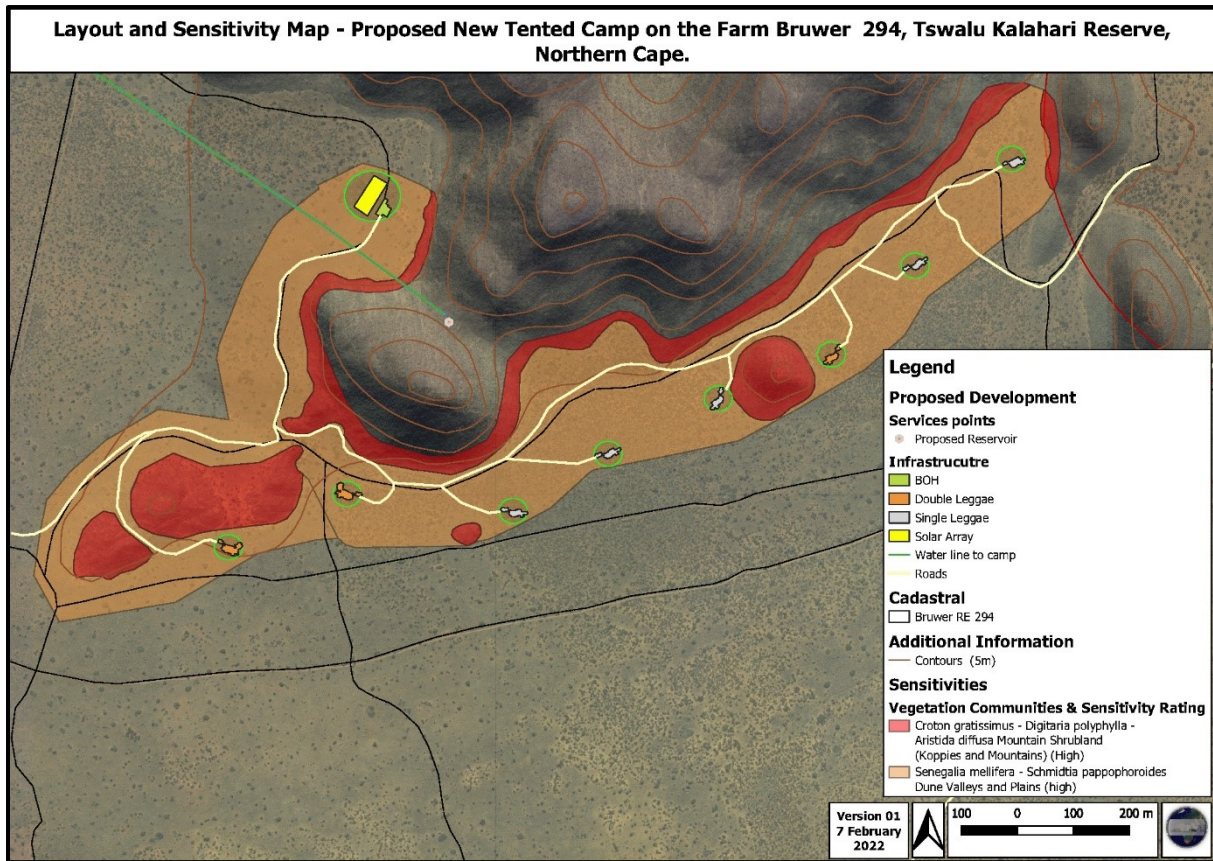 Layout and Sensitivity Map - Proposed New Tented Camp on the Farm Bruwer 294, Tswalu Kalahari Reserve,
Northern Cape.
Legend
Proposed Development
Services points
Proposed Reservoir
Infrastrucutre
BOH
Double Leggae
Single Leggae
Solar Array
Water line to camp
Roads
Cadastral
Bruwer RE 294
Additional Information
Contours (5m)
Sensitivities
Vegetation Communities & Sensitivity Rating
Croton gratissimus - Digitaria polyphylla -
Aristida diffusa Mountain Shrubland
(Koppies and Mountains) (High)
Senegalia mellifera - Schmidtia pappophoroides
Dune Valleys and Plains (high)
Version 01
7 February
2022
100 0 100 200 m